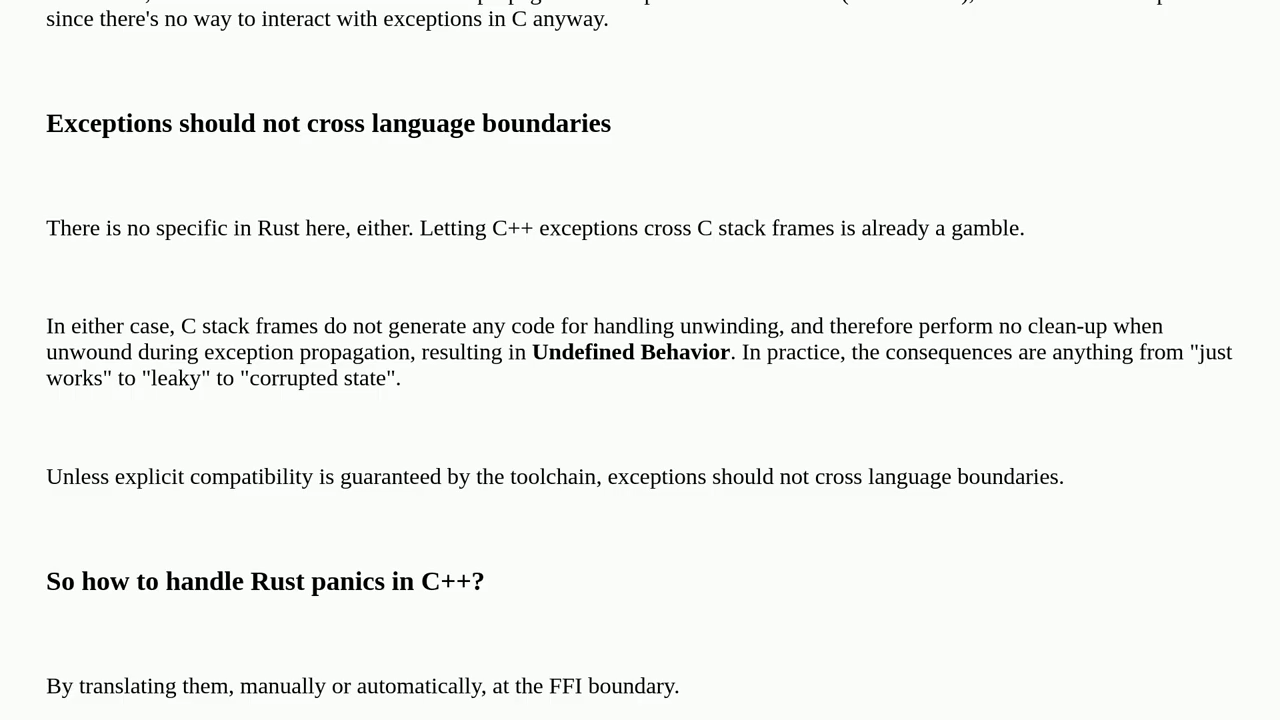 since there's no way to interact with exceptions in C anyway.
Exceptions should not cross language boundaries
There is no specific in Rust here, either. Letting C++ exceptions cross C stack frames is already a gamble.
In either case, C stack frames do not generate any code for handling unwinding, and therefore perform no clean-up when
unwound during exception propagation, resulting in Undefined Behavior. In practice, the consequences are anything from "just
works" to "leaky" to "corrupted state".
Unless explicit compatibility is guaranteed by the toolchain, exceptions should not cross language boundaries.
So how to handle Rust panics in C++?
By translating them, manually or automatically, at the FFI boundary.